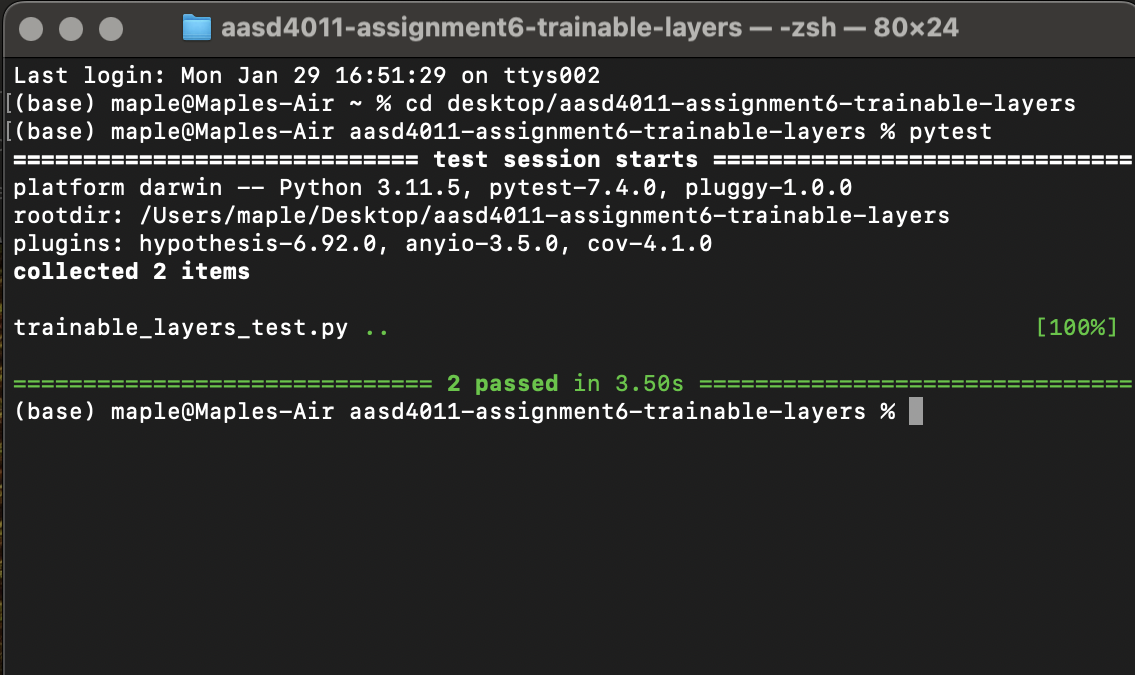 aasd4011-assignment6-trainable-layers — -zsh — 80×24
Last login: Mon Jan 29 16:51:29 on ttys002
[(base) maple@Maples-Air ~ % cd desktop/aasd4011-assignment6-trainable-layers
[(base) maple@Maples-Air aasd4011-assignment6-trainable-layers % pytest
============================= test session starts ==============================
platform darwin -- Python 3.11.5, pytest-7.4.0, pluggy-1.0.0
rootdir: /Users/maple/Desktop/aasd4011-assignment6-trainable-layers
plugins: hypothesis-6.92.0, anyio-3.5.0, cov-4.1.0
collected 2 items
trainable_layers_test.py .. [100%]
============================== 2 passed in 3.50s ===============================
(base) maple@Maples-Air aasd4011-assignment6-trainable-layers %